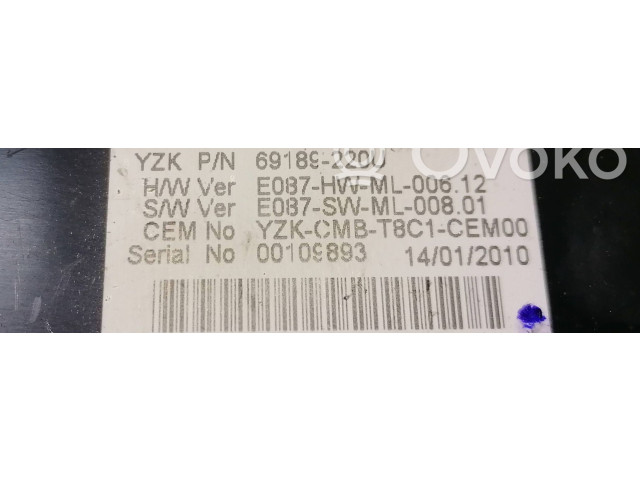 OVOKO
YZK P/N 69189-2200
H/W Ver E087-HW-ML-006.12
S/W Ver E087-SW-ML-008.01
CEM No YZK-CMB-T8C1-CEM00
Serial No 00109893 14/01/2010